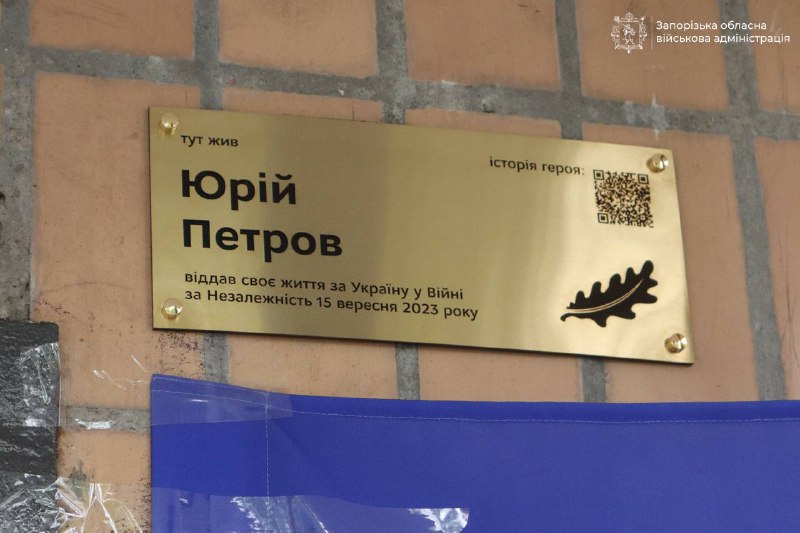 Запорізька обласна
військова адміністрація
тут жив
історія героя:
Юрій
Петров
віддав своє життя за Україну у Війні
за Незалежність 15 вересня 2023 року